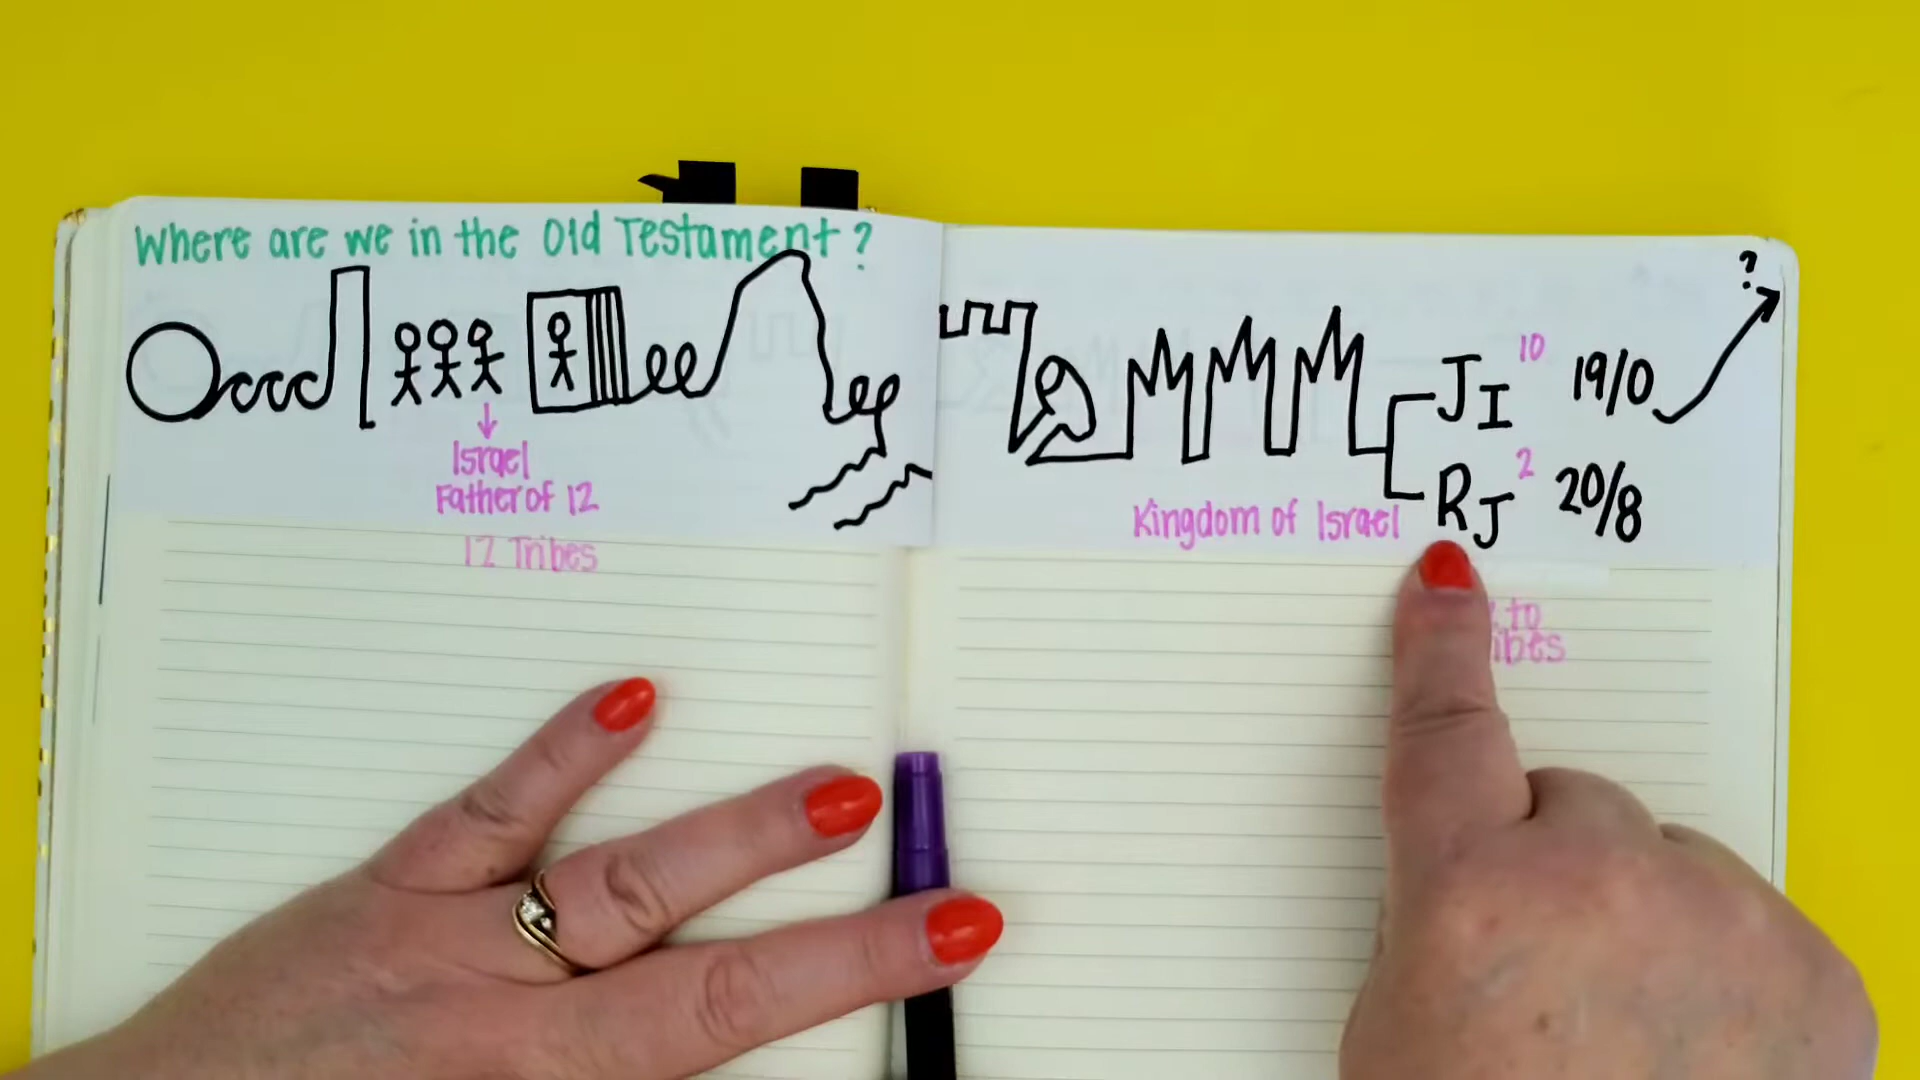 Where are we in the Old Testament?
Israel
Father of 12
12 Tribes
?
JI 10 19/0
RJ 2 20/8
Kingdom of Israel
to